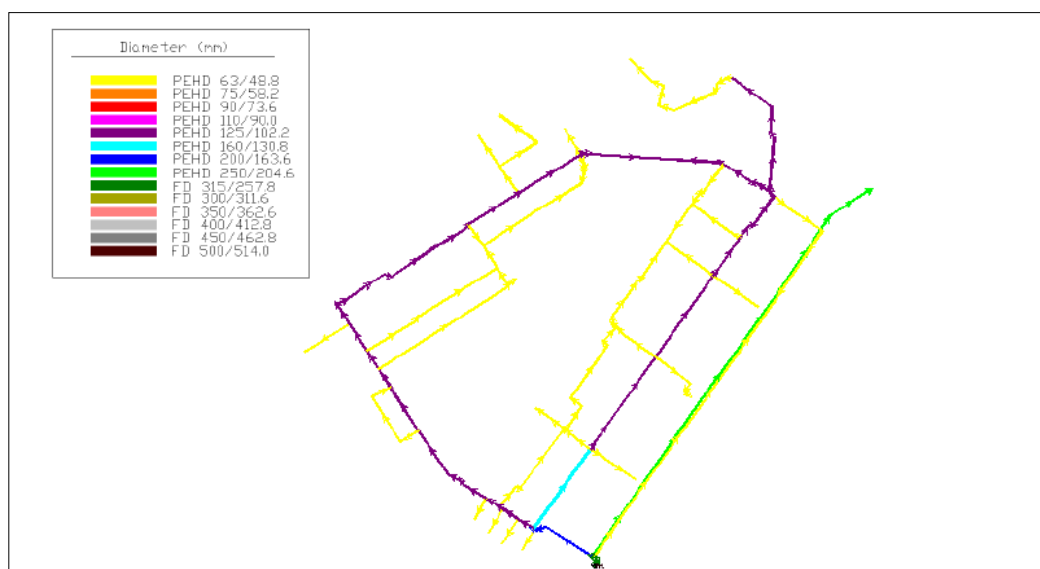 Diameter (mm)
PEHD 63/48.8
PEHD 75/58.2
PEHD 90/73.6
PEHD 110/90.0
PEHD 125/102.2
PEHD 160/130.8
PEHD 200/163.6
PEHD 250/204.6
FD 315/257.8
FD 300/311.6
FD 350/362.6
FD 400/412.8
FD 450/462.8
FD 500/514.0